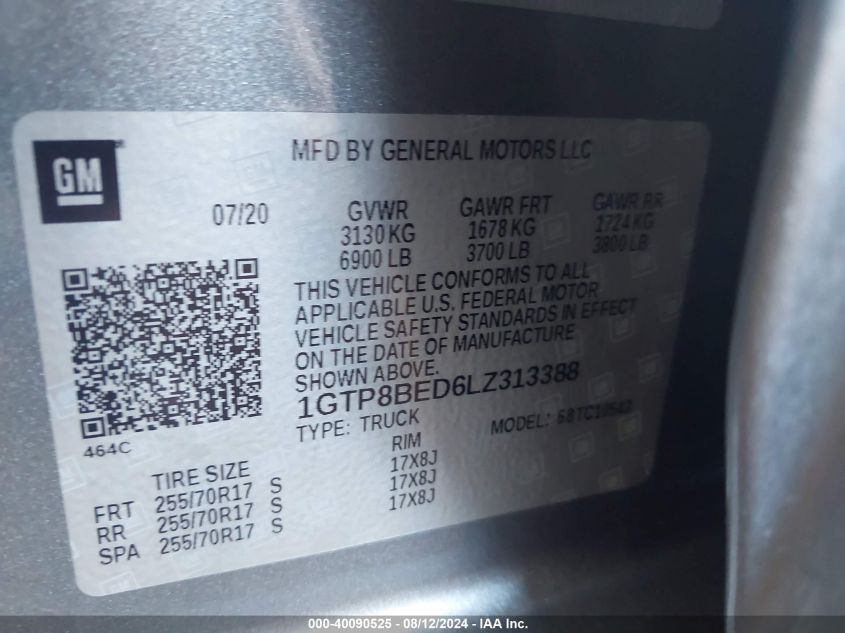 GM
MFD BY GENERAL MOTORS LLC
07/20
GVWR GAWR FRT GAWR RR
3130 KG 1678 KG 1724 KG
6900 LB 3700 LB 3800 LB
THIS VEHICLE CONFORMS TO ALL
APPLICABLE U.S. FEDERAL MOTOR
VEHICLE SAFETY STANDARDS IN EFFECT
ON THE DATE OF MANUFACTURE
SHOWN ABOVE.
1GTP8BED6LZ313388
TYPE: TRUCK MODEL:
464C
TIRE SIZE RIM
FRT 255/70R17 S 17X8J
RR 255/70R17 S 17X8J
SPA 255/70R17 S 17X8J
000-40090525 - 08/12/2024 - IAA Inc.